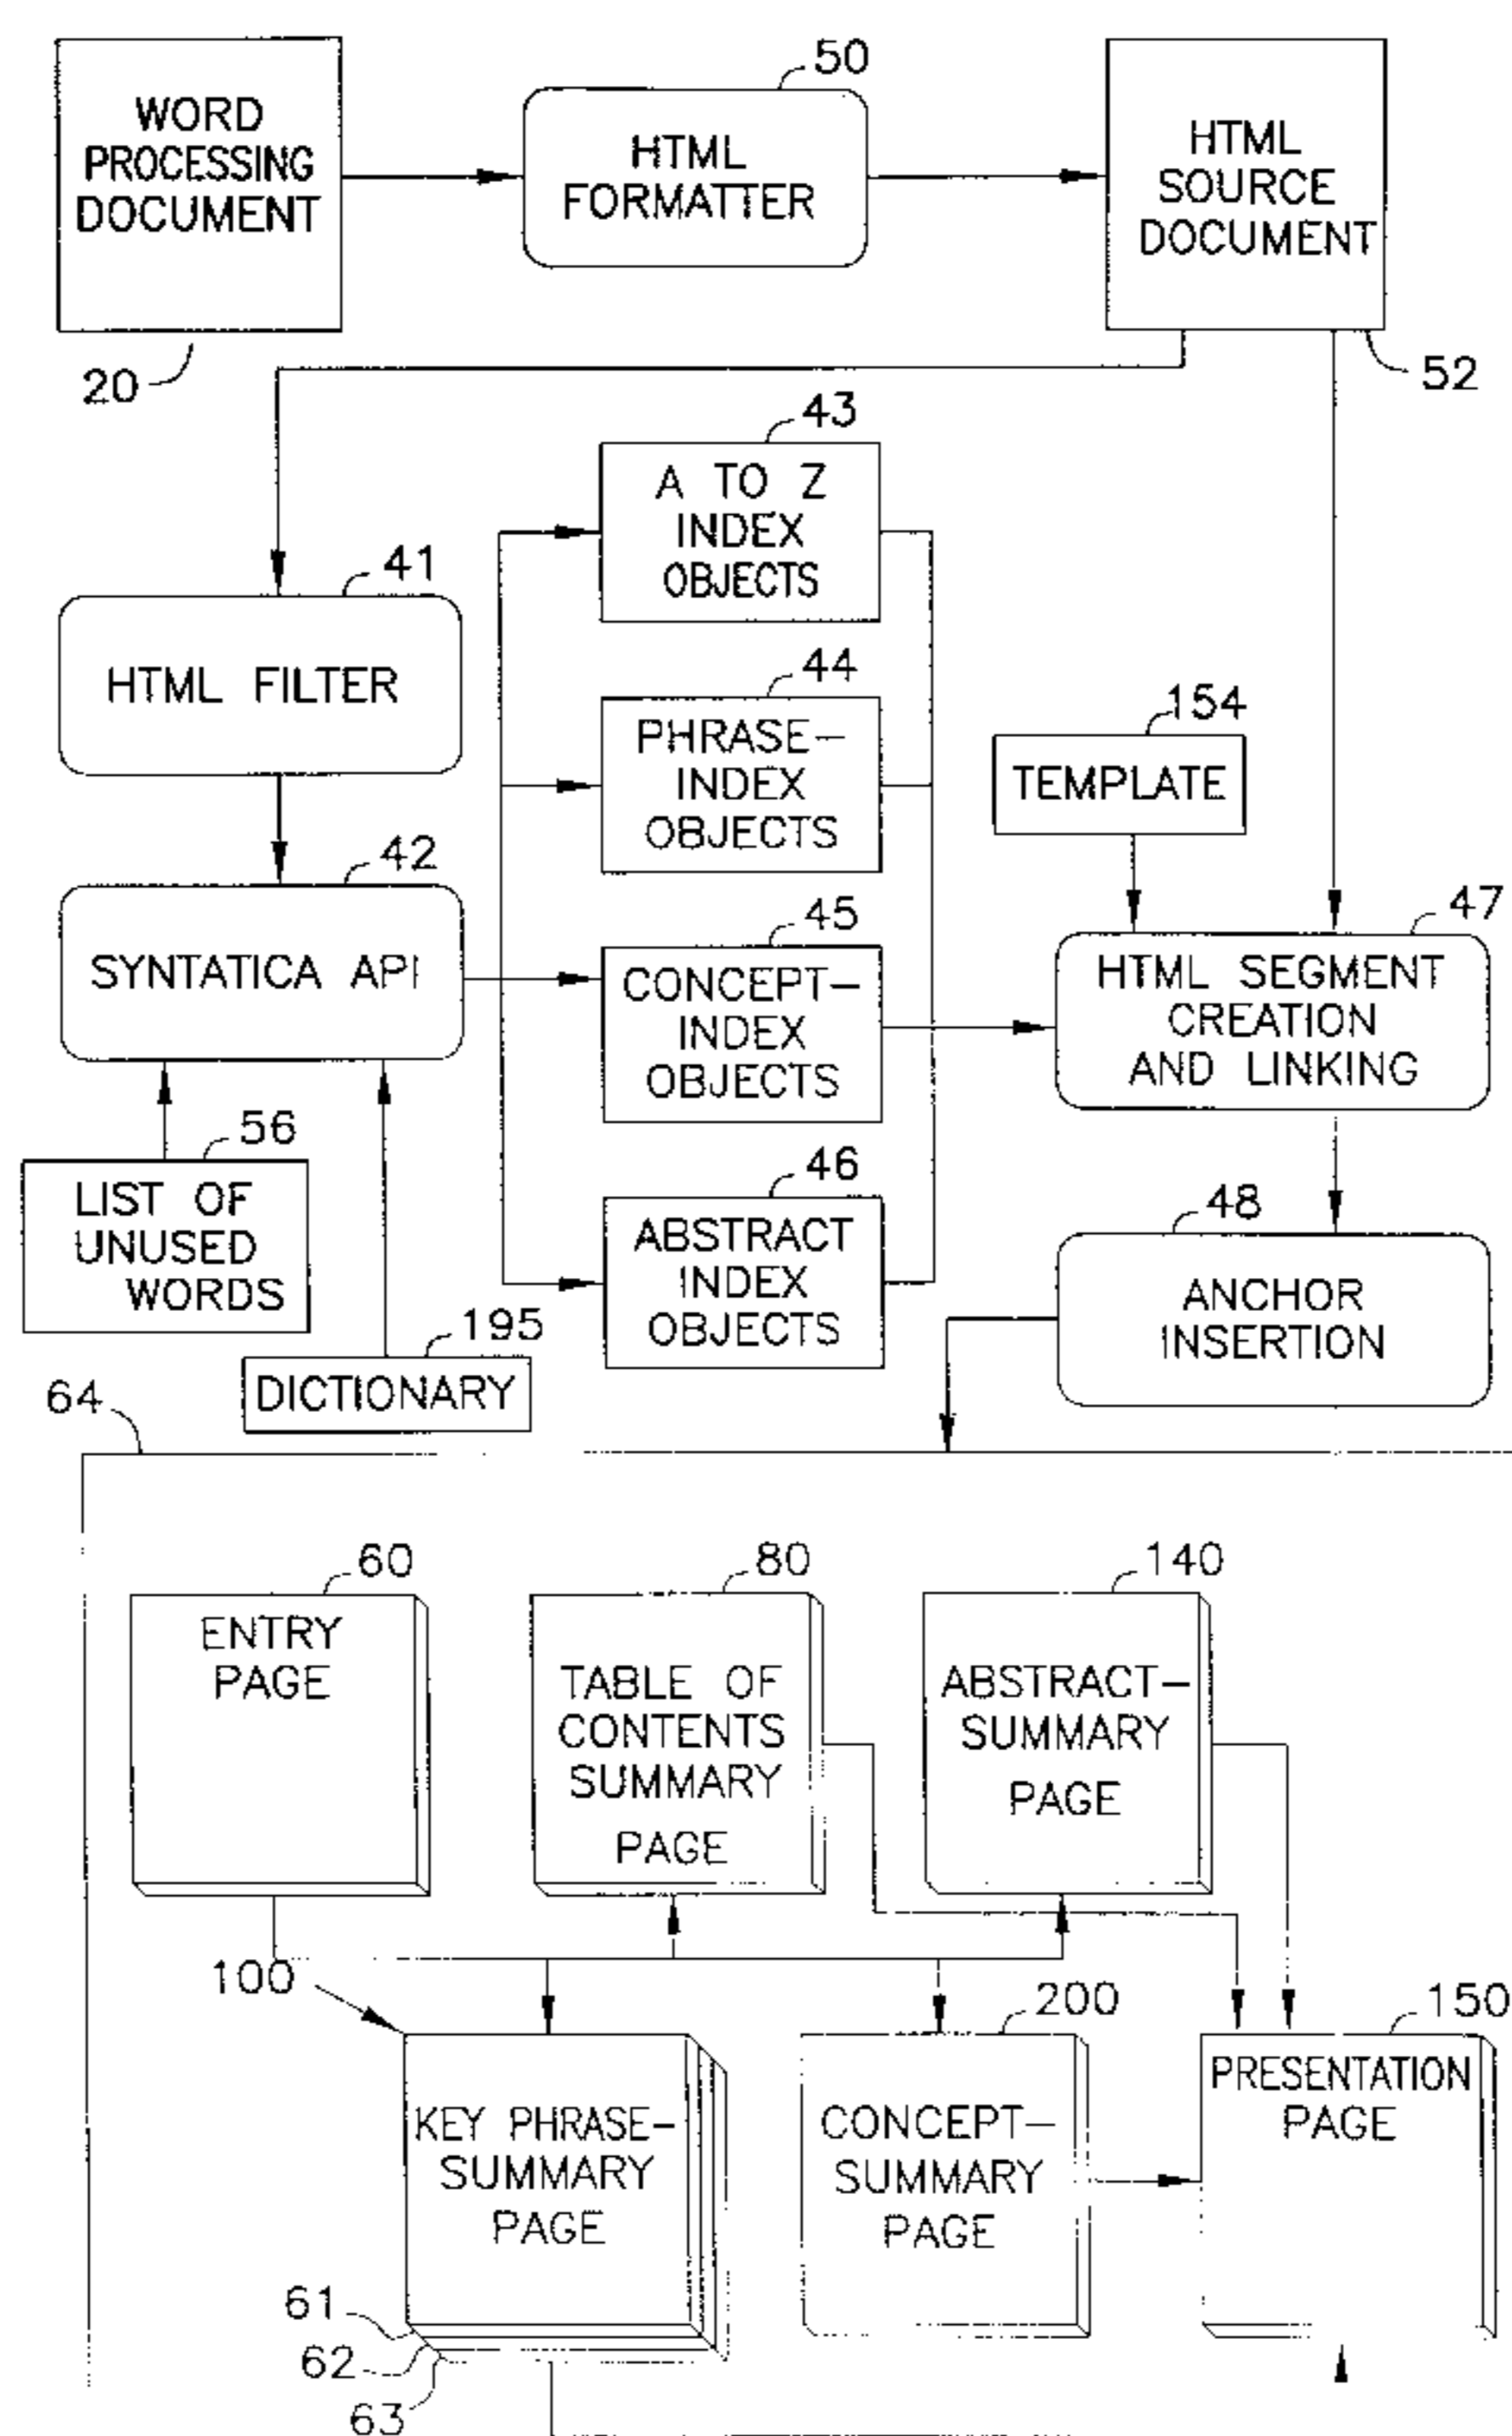 WORD
PROCESSING
DOCUMENT
20
50
HTML
FORMATTER
HTML
SOURCE
DOCUMENT
52
41
HTML FILTER
42
SYNTATICA API
56
LIST OF
UNUSED
WORDS
195
DICTIONARY
43
A TO Z
INDEX
OBJECTS
44
PHRASE-
INDEX
OBJECTS
45
CONCEPT-
INDEX
OBJECTS
46
ABSTRACT
INDEX
OBJECTS
154
TEMPLATE
47
HTML SEGMENT
CREATION
AND LINKING
48
ANCHOR
INSERTION
64
60
ENTRY
PAGE
80
TABLE OF
CONTENTS
SUMMARY
PAGE
140
ABSTRACT-
SUMMARY
PAGE
100
KEY PHRASE-
SUMMARY
PAGE
61
62
63
200
CONCEPT-
SUMMARY
PAGE
150
PRESENTATION
PAGE